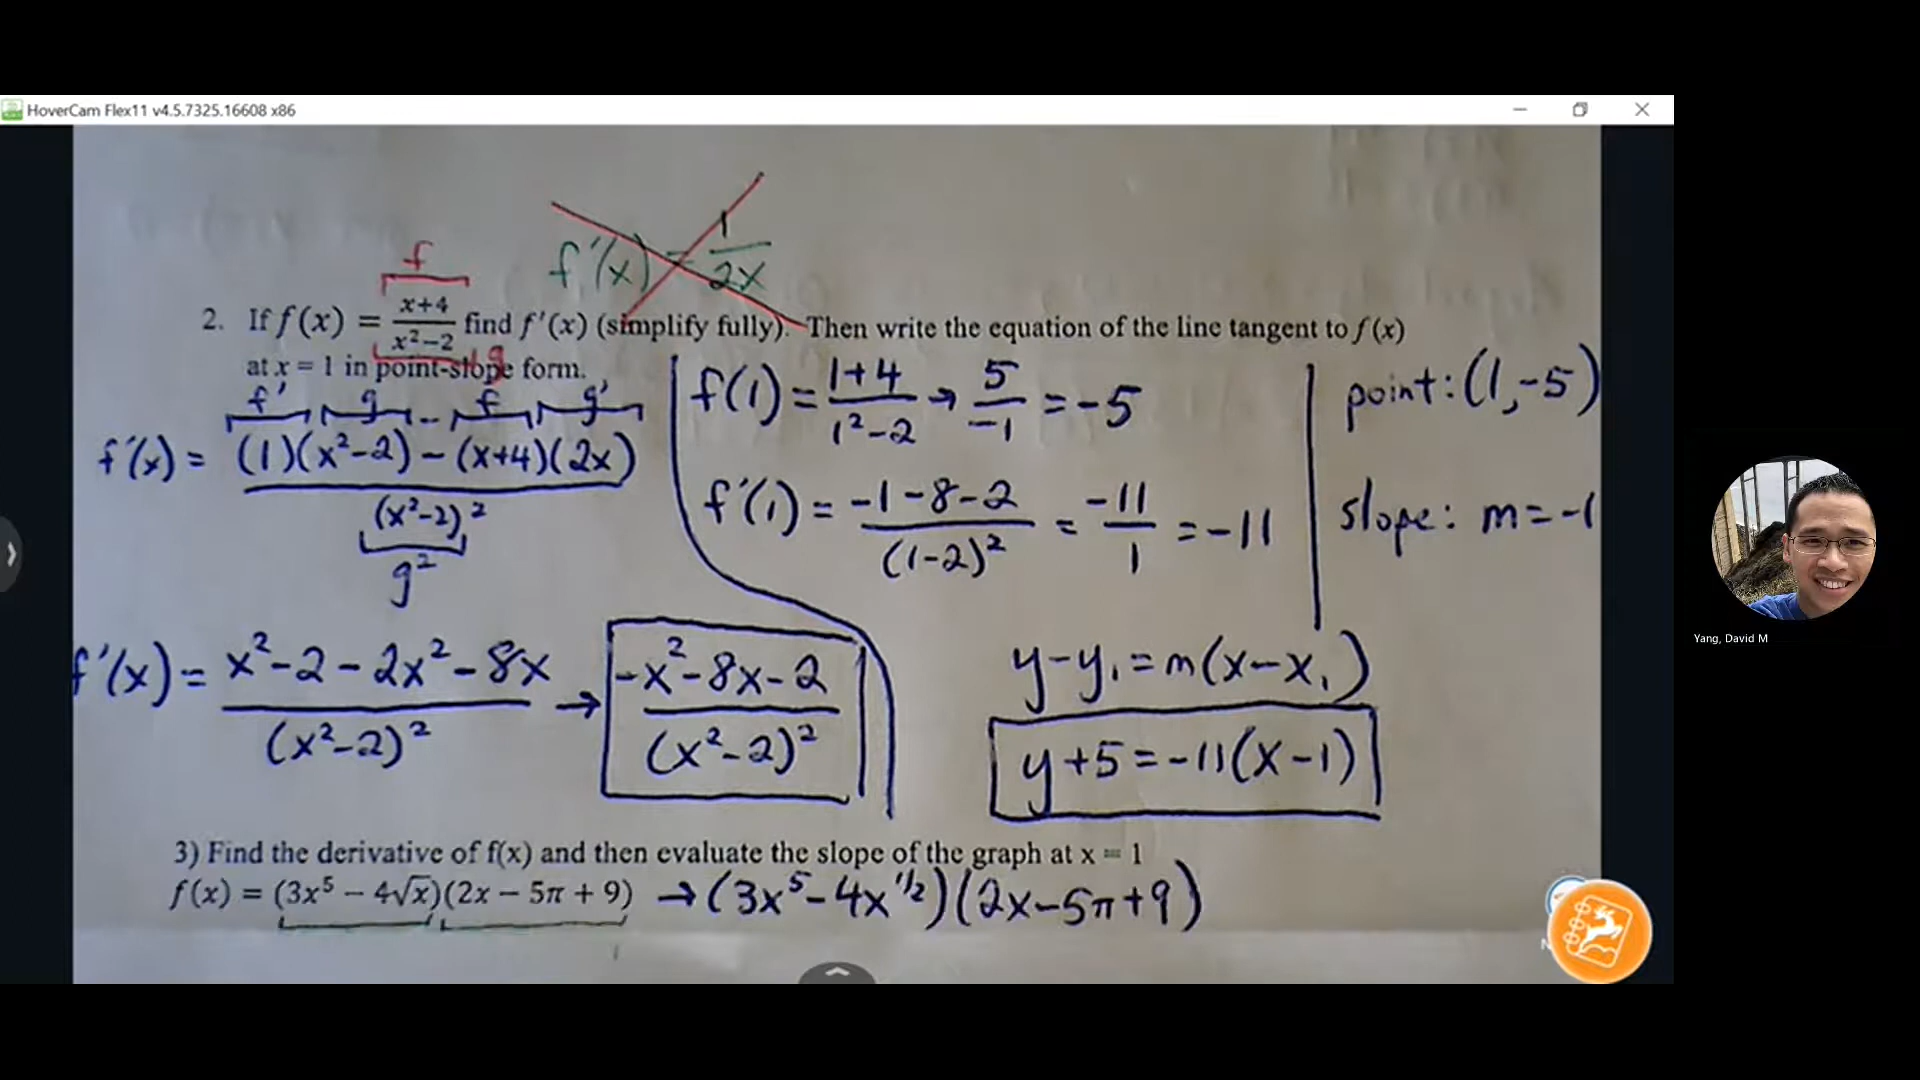 HoverCam Flex11 v4.5.7325.16608 x86
f
f'(x) = 1/2x
2. If f(x) = x+4/x²−2 find f'(x) (simplify fully). Then write the equation of the line tangent to f(x)
g
at x = 1 in point-slope form.
f' g - f g'
f'(x) = (1)(x²-2) - (x+4)(2x) / (x²-2)²
g²
f'(x) = x²-2-2x²-8x / (x²-2)² → -x²-8x-2 / (x²-2)²
f(1) = 1+4/1²-2 → 5/-1 = -5
f'(1) = -1-8-2/(1-2)² = -11/1 = -11
point: (1,-5)
slope: m=-1
y-y₁=m(x-x₁)
y+5=-11(x-1)
3) Find the derivative of f(x) and then evaluate the slope of the graph at x = 1
f(x) = (3x⁵ − 4√x)(2x − 5π + 9) → (3x⁵-4x^1/2)(2x-5π+9)
Yang, David M